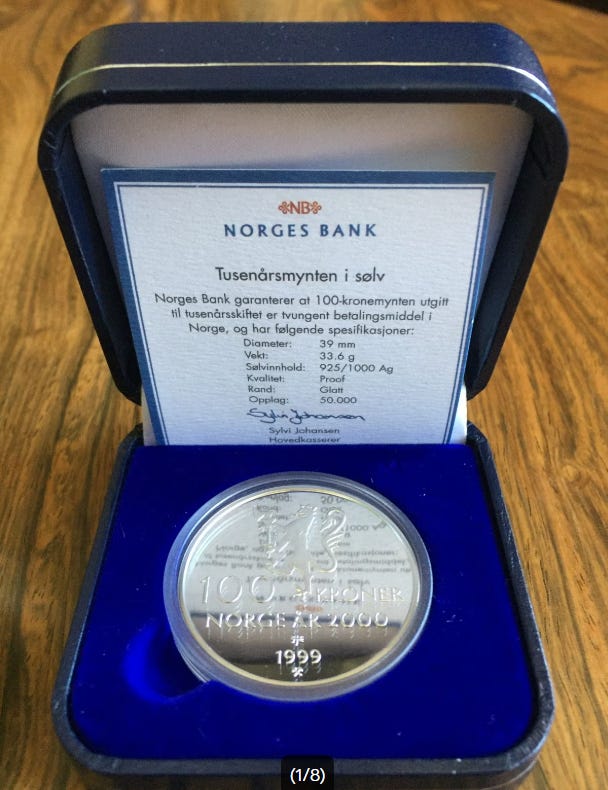 NB
NORGES BANK
Tusenårsmynten i sølv
Norges Bank garanterer at 100-kronemynten utgitt
til tusenårsskiftet er tvungent betalingsmiddel i
Norge, og har følgende spesifikasjoner:
Diameter: 39 mm
Vekt: 33.6 g
Sølvinnhold: 925/1000 Ag
Kvalitet: Proof
Rand: Glatt
Opplag: 50.000
Sylvi Johansen
Sylvi Johansen
Hovedkasserer
100 KRONER
NORGE ÅR 2000
1999
(1/8)